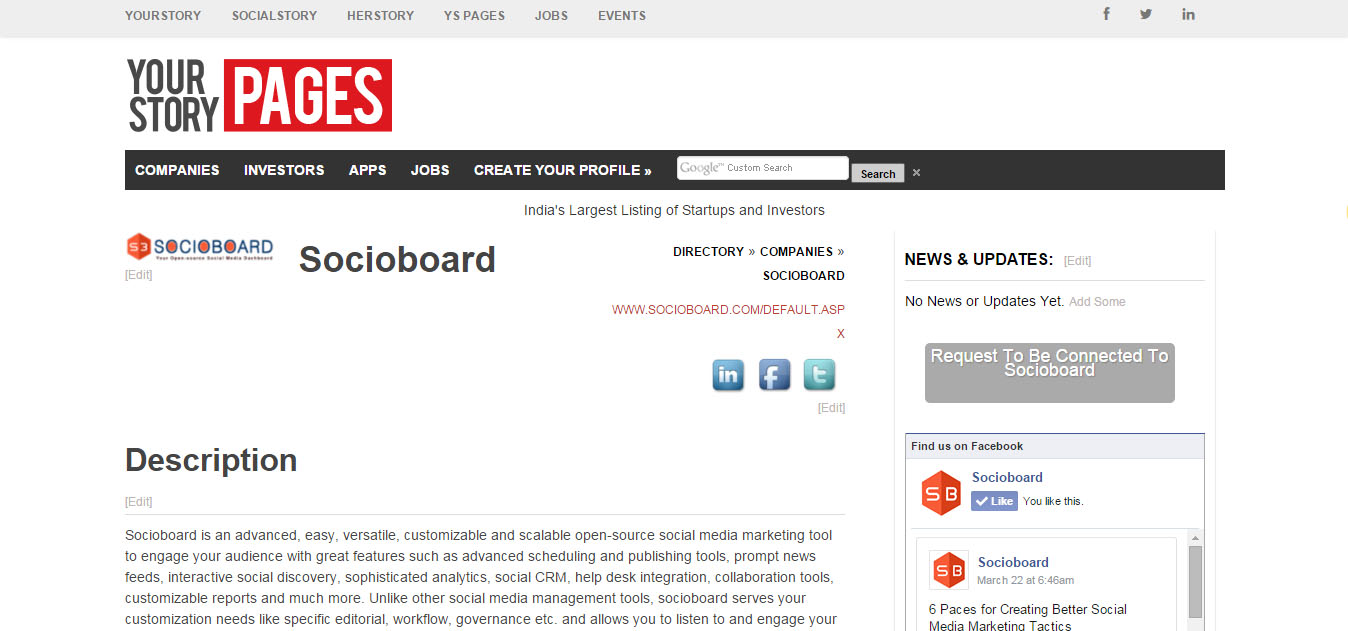 YOURSTORY SOCIALSTORY HERSTORY YS PAGES JOBS EVENTS
YOUR
STORY PAGES
COMPANIES INVESTORS APPS JOBS CREATE YOUR PROFILE » Google™ Custom Search Search ×
India's Largest Listing of Startups and Investors
SB SOCIOBOARD
Your Open-source Social Media Dashboard
[Edit]
Socioboard
DIRECTORY » COMPANIES »
SOCIOBOARD
WWW.SOCIOBOARD.COM/DEFAULT.ASP
X
[Edit]
Description
[Edit]
Socioboard is an advanced, easy, versatile, customizable and scalable open-source social media marketing tool
to engage your audience with great features such as advanced scheduling and publishing tools, prompt news
feeds, interactive social discovery, sophisticated analytics, social CRM, help desk integration, collaboration tools,
customizable reports and much more. Unlike other social media management tools, socioboard serves your
customization needs like specific editorial, workflow, governance etc. and allows you to listen to and engage your
NEWS & UPDATES: [Edit]
No News or Updates Yet. Add Some
Request To Be Connected To
Socioboard
Find us on Facebook
SB
Socioboard
Like You like this.
SB
Socioboard
March 22 at 6:46am
6 Paces for Creating Better Social
Media Marketing Tactics